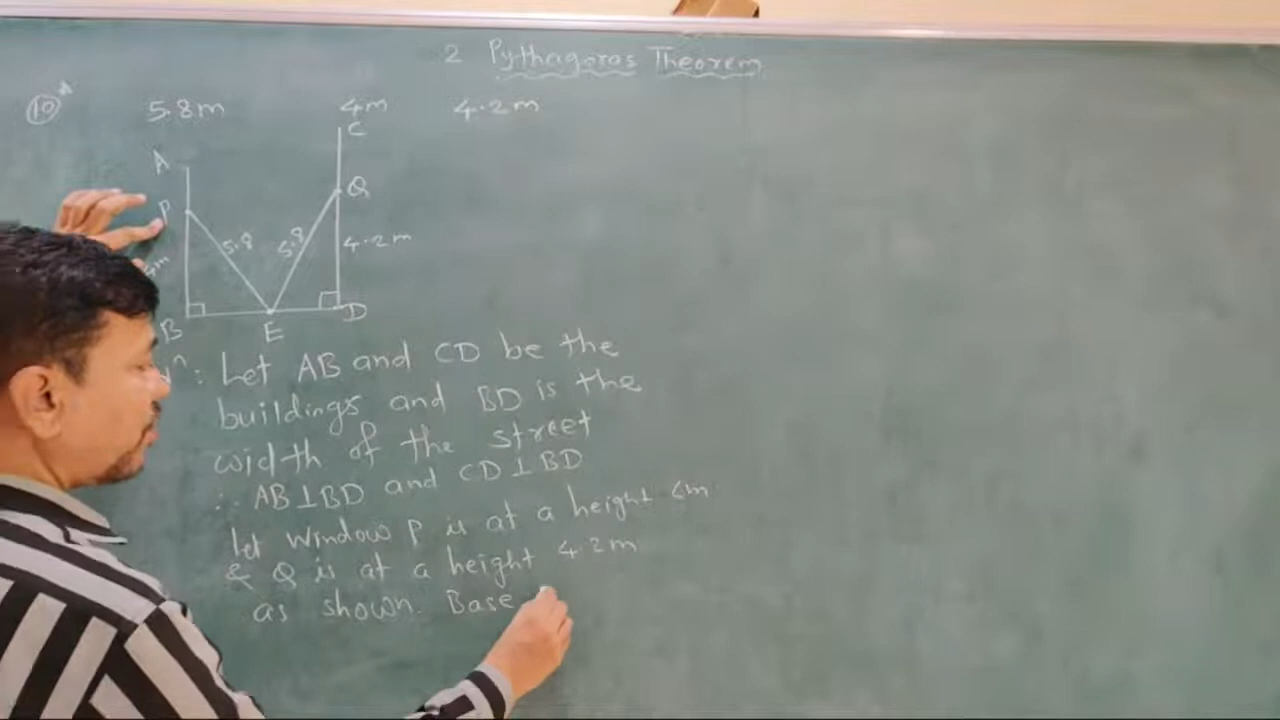 2 Pythagoras Theorem
10*
5.8m 4m 4.2m
C
A
Q
P
5.8 5.8 4.2m
B E D
Let AB and CD be the
buildings and BD is the
width of the street
∴ AB⊥BD and CD⊥BD
Let Window P is at a height 4m
& Q is at a height 4.2m
as shown. Base